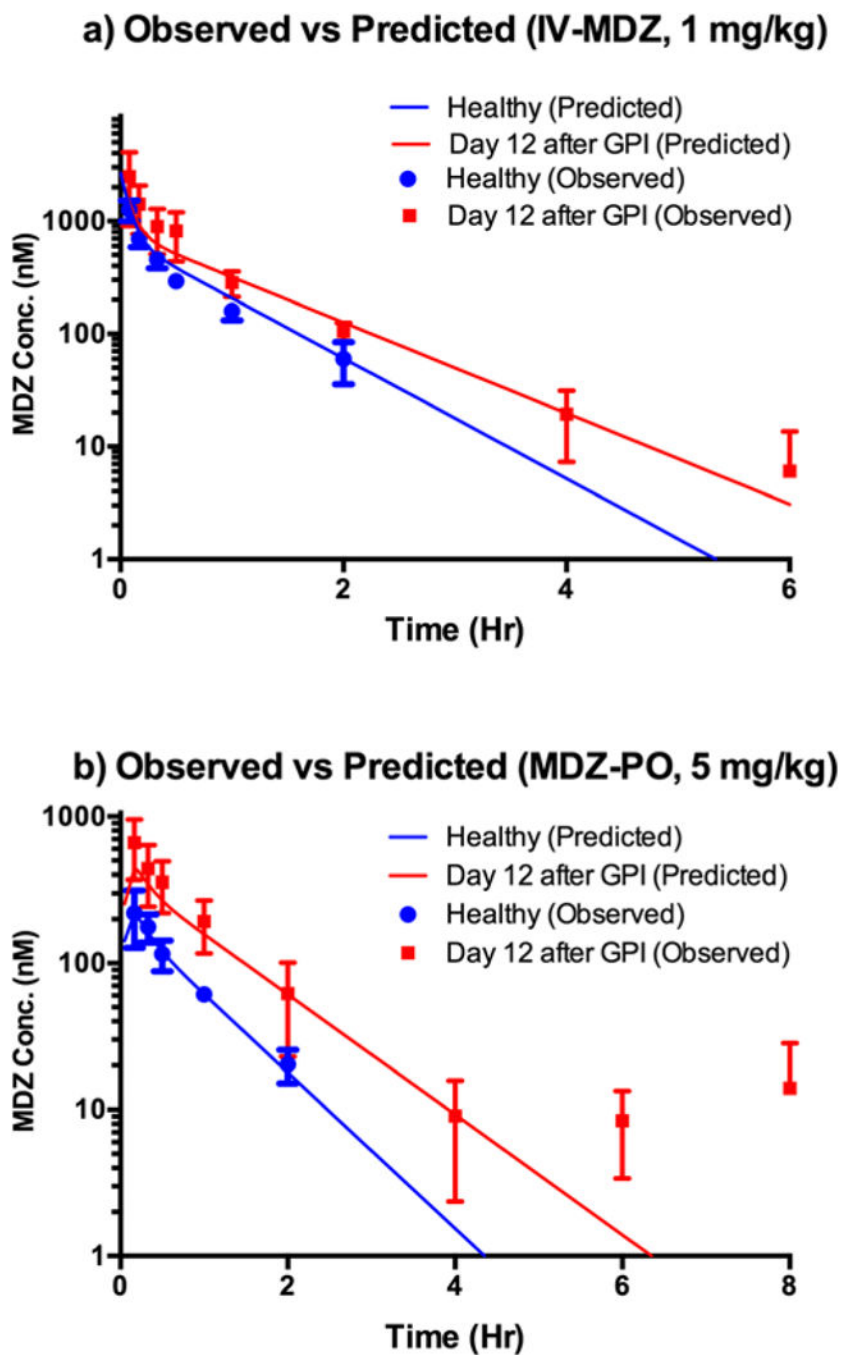 a) Observed vs Predicted (IV-MDZ, 1 mg/kg)
Healthy (Predicted)
Day 12 after GPI (Predicted)
Healthy (Observed)
Day 12 after GPI (Observed)
1000
100
10
1
MDZ Conc. (nM)
0 2 4 6
Time (Hr)
b) Observed vs Predicted (MDZ-PO, 5 mg/kg)
Healthy (Predicted)
Day 12 after GPI (Predicted)
Healthy (Observed)
Day 12 after GPI (Observed)
1000
100
10
1
MDZ Conc. (nM)
0 2 4 6 8
Time (Hr)